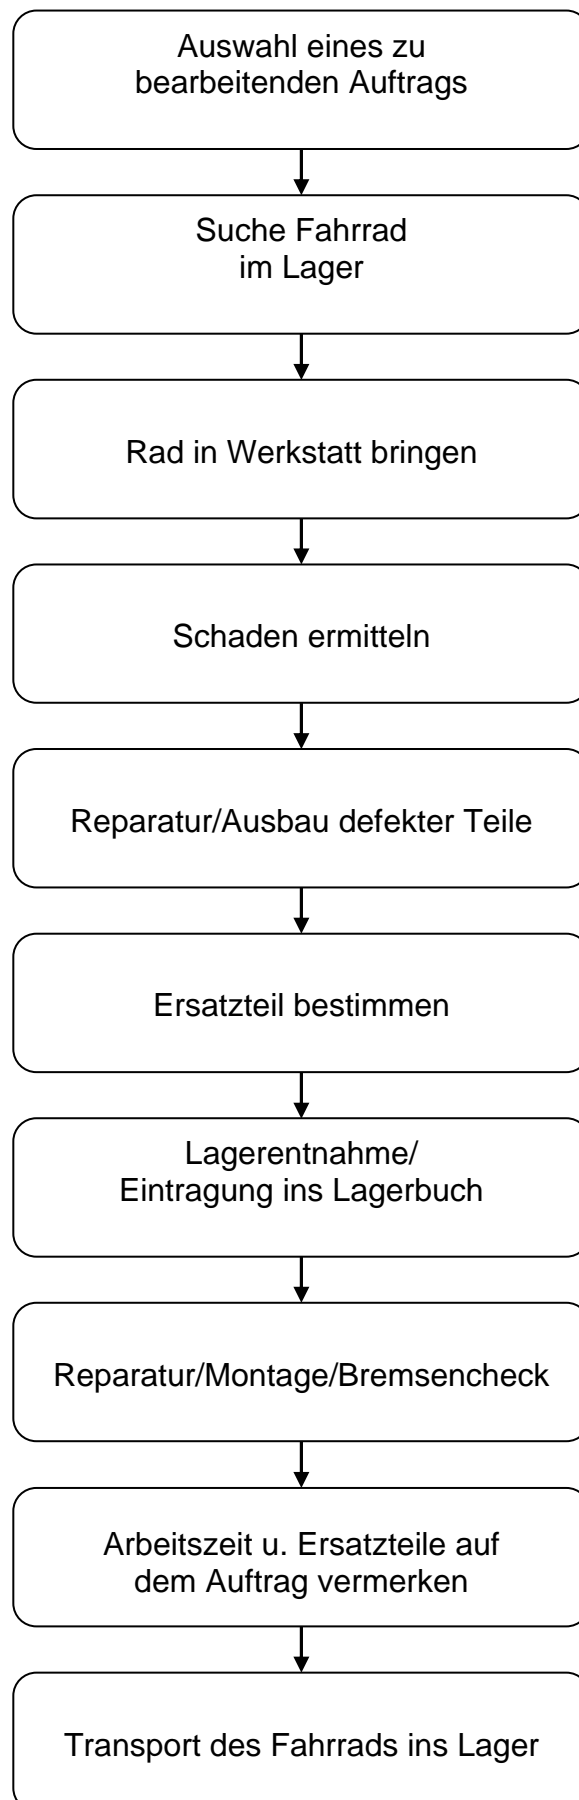 Auswahl eines zu
bearbeitenden Auftrags
Suche Fahrrad
im Lager
Rad in Werkstatt bringen
Schaden ermitteln
Reparatur/Ausbau defekter Teile
Ersatzteil bestimmen
Lagerentnahme/
Eintragung ins Lagerbuch
Reparatur/Montage/Bremsencheck
Arbeitszeit u. Ersatzteile auf
dem Auftrag vermerken
Transport des Fahrrads ins Lager